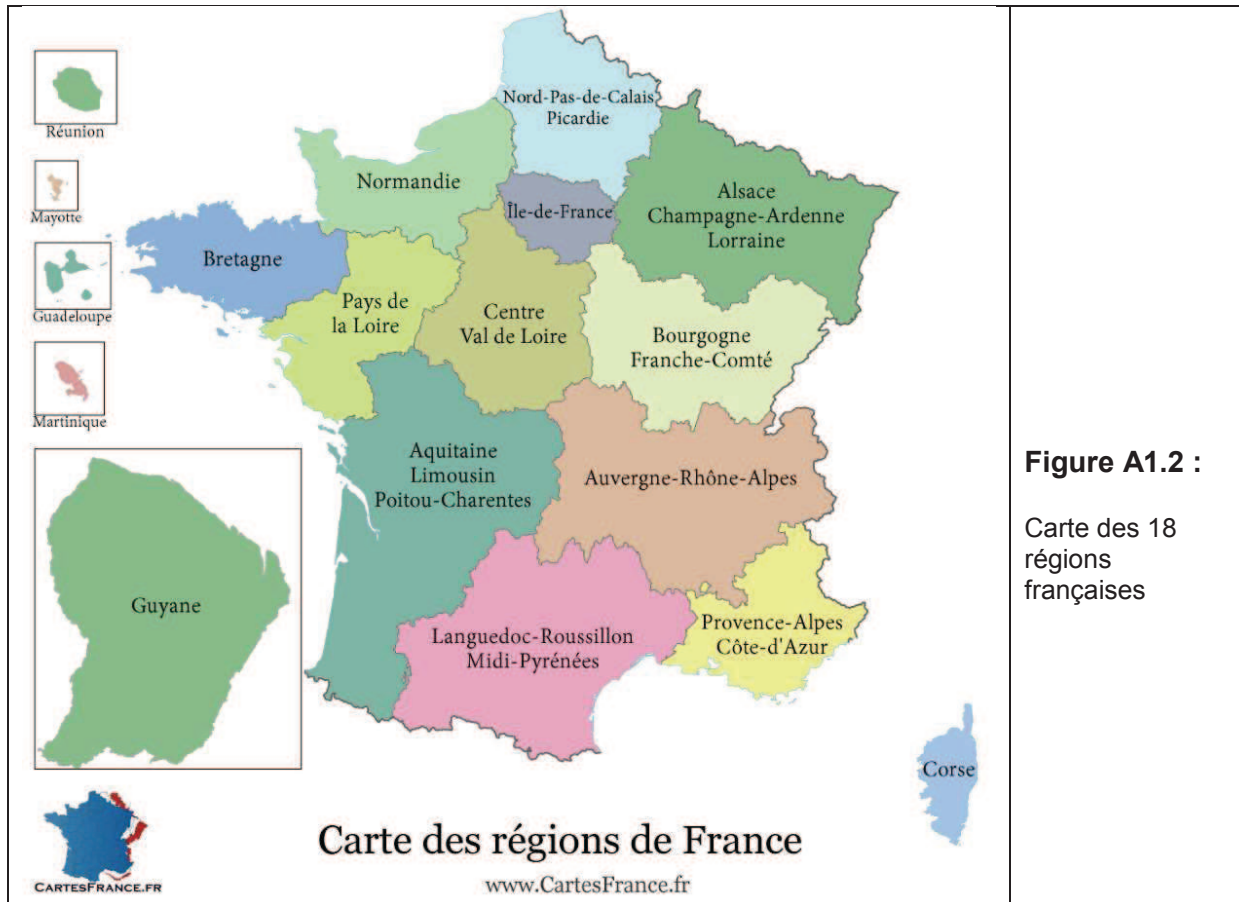 Réunion
Mayotte
Guadeloupe
Martinique
Guyane
Nord-Pas-de-Calais
Picardie
Normandie
Île-de-France
Alsace
Champagne-Ardenne
Lorraine
Bretagne
Pays de
la Loire
Centre
Val de Loire
Bourgogne
Franche-Comté
Aquitaine
Limousin
Poitou-Charentes
Auvergne-Rhône-Alpes
Languedoc-Roussillon
Midi-Pyrénées
Provence-Alpes
Côte-d'Azur
Corse
CARTESFRANCE.FR
Carte des régions de France
www.CartesFrance.fr
Figure A1.2 :
Carte des 18
régions
françaises